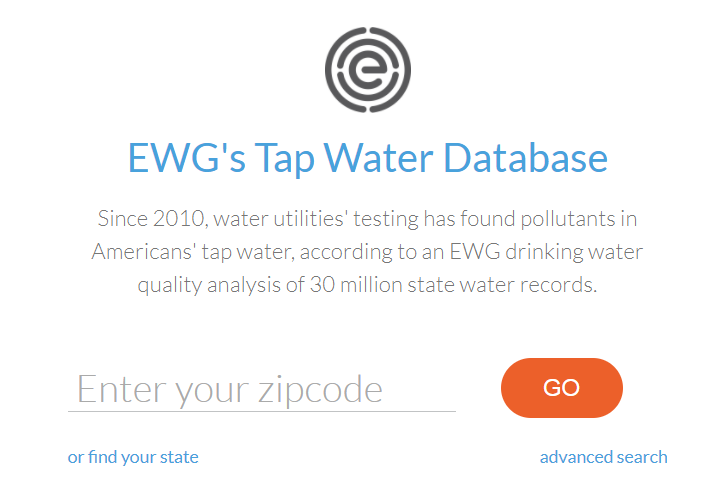 e
EWG's Tap Water Database
Since 2010, water utilities' testing has found pollutants in
Americans' tap water, according to an EWG drinking water
quality analysis of 30 million state water records.
Enter your zipcode
GO
or find your state
advanced search